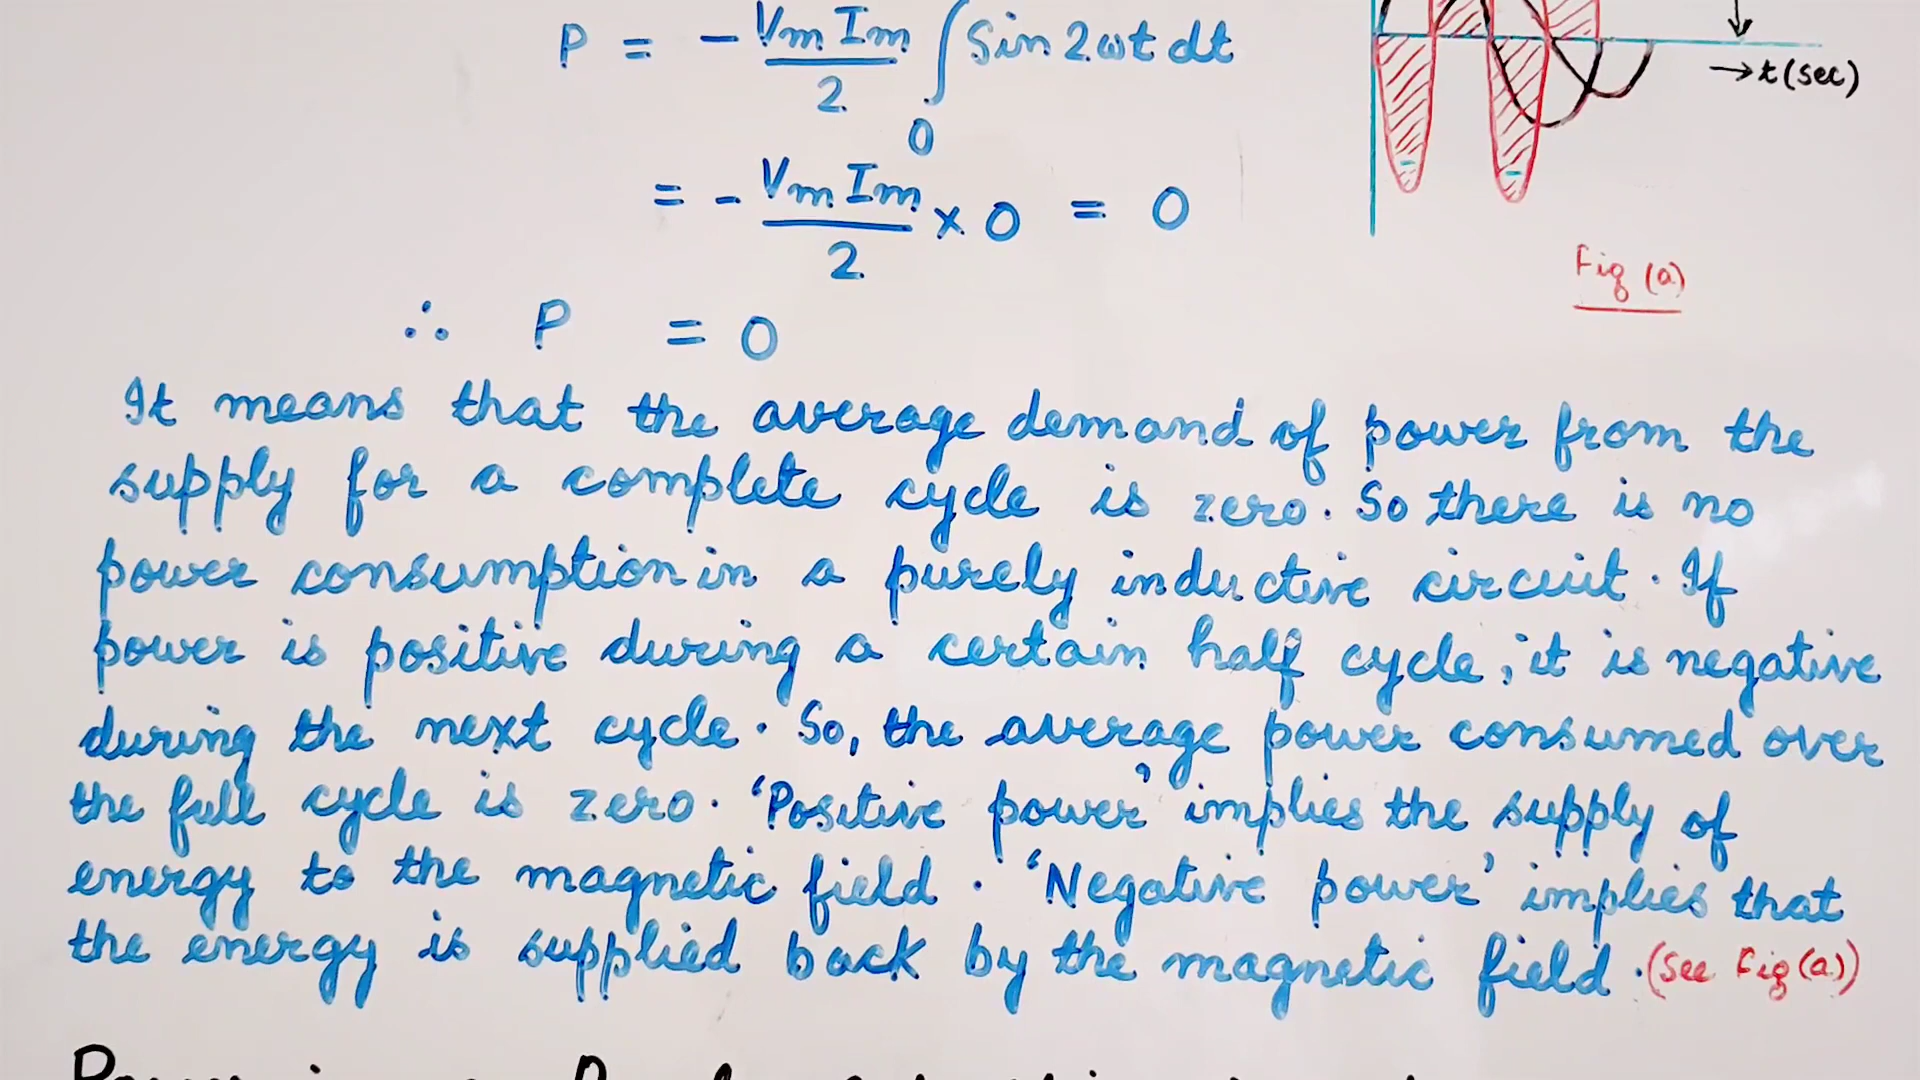 P = - Vm Im / 2 ∫0 Sin 2ωt dt
→ t (sec)
= - Vm Im / 2 × 0 = 0
Fig (a)
∴ P = 0
It means that the average demand of power from the
supply for a complete cycle is zero. So there is no
power consumption in a purely inductive circuit. If
power is positive during a certain half cycle, it is negative
during the next cycle. So, the average power consumed over
the full cycle is zero. 'Positive power' implies the supply of
energy to the magnetic field. 'Negative power' implies that
the energy is supplied back by the magnetic field. (See Fig (a))